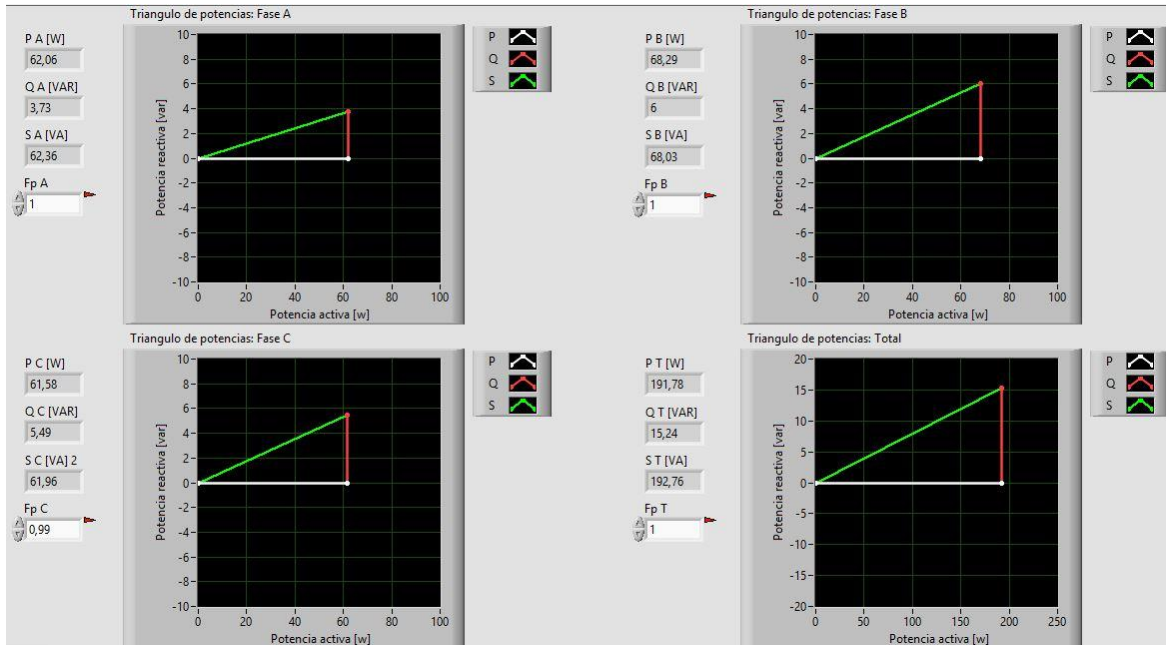 Triangulo de potencias: Fase A
P A [W]
62,06
Q A [VAR]
3,73
S A [VA]
62,36
Fp A
1
Potencia reactiva [var]
10
8
6
4
2
0
-2
-4
-6
-8
-10
0 20 40 60 80 100
Potencia activa [w]
P
Q
S
Triangulo de potencias: Fase B
P B [W]
68,29
Q B [VAR]
6
S B [VA]
68,03
Fp B
1
Potencia reactiva [var]
10
8
6
4
2
0
-2
-4
-6
-8
-10
0 20 40 60 80 100
Potencia activa [w]
P
Q
S
Triangulo de potencias: Fase C
P C [W]
61,58
Q C [VAR]
5,49
S C [VA] 2
61,96
Fp C
0,99
Potencia reactiva [var]
10
8
6
4
2
0
-2
-4
-6
-8
-10
0 20 40 60 80 100
Potencia activa [w]
P
Q
S
Triangulo de potencias: Total
P T [W]
191,78
Q T [VAR]
15,24
S T [VA]
192,76
Fp T
1
Potencia reactiva [var]
20
15
10
5
0
-5
-10
-15
-20
0 50 100 150 200 250
Potencia activa [w]
P
Q
S